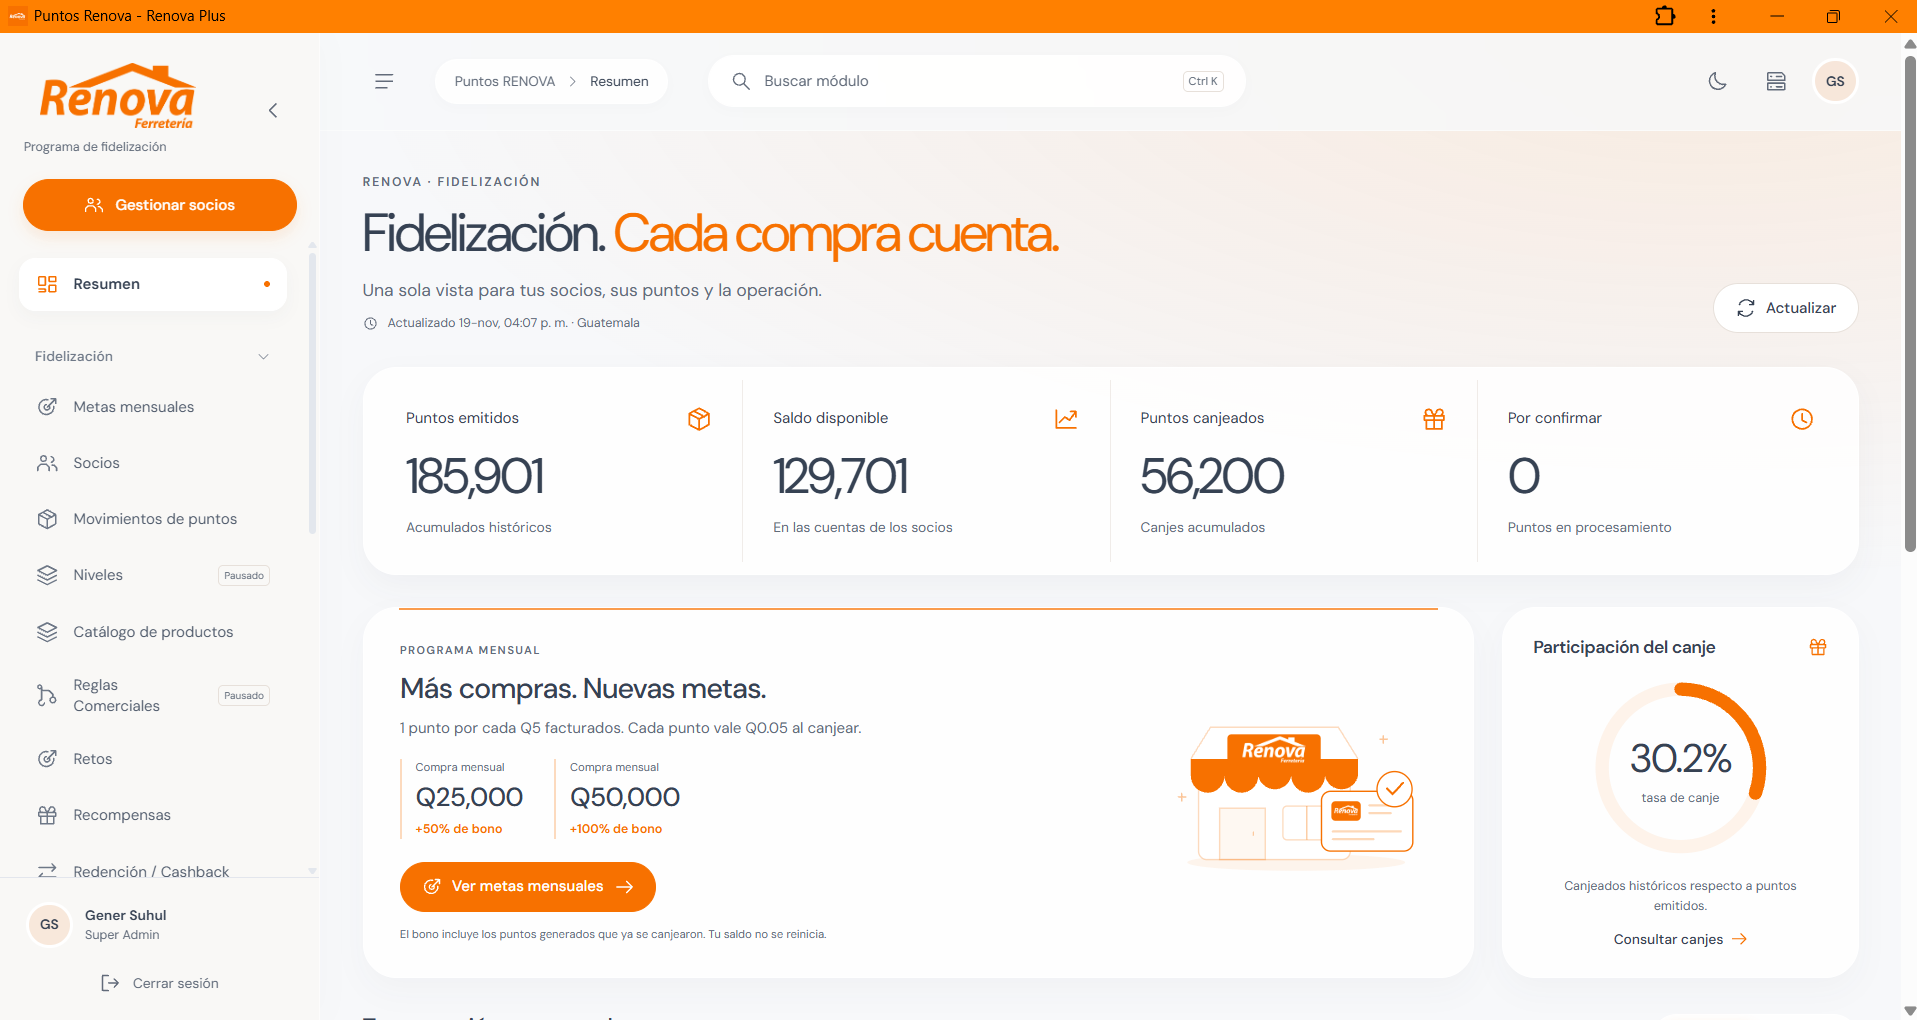 Puntos Renova - Renova Plus
Renova
Ferretería
Programa de fidelización
Gestionar socios
Resumen
Fidelización
Metas mensuales
Socios
Movimientos de puntos
Niveles
Pausado
Catálogo de productos
Reglas
Comerciales
Pausado
Retos
Recompensas
Redención / Cashback
GS
Gener Suhul
Super Admin
Cerrar sesión
Puntos RENOVA
Resumen
Buscar módulo
Ctrl K
GS
RENOVA · FIDELIZACIÓN
Fidelización. Cada compra cuenta.
Una sola vista para tus socios, sus puntos y la operación.
Actualizado 19-nov, 04:07 p. m. · Guatemala
Actualizar
Puntos emitidos
185,901
Acumulados históricos
Saldo disponible
129,701
En las cuentas de los socios
Puntos canjeados
56,200
Canjes acumulados
Por confirmar
0
Puntos en procesamiento
PROGRAMA MENSUAL
Más compras. Nuevas metas.
1 punto por cada Q5 facturados. Cada punto vale Q0.05 al canjear.
Compra mensual
Q25,000
+50% de bono
Compra mensual
Q50,000
+100% de bono
Ver metas mensuales
El bono incluye los puntos generados que ya se canjearon. Tu saldo no se reinicia.
Renova
Ferretería
Renova
Participación del canje
30.2%
tasa de canje
Canjeados históricos respecto a puntos
emitidos.
Consultar canjes